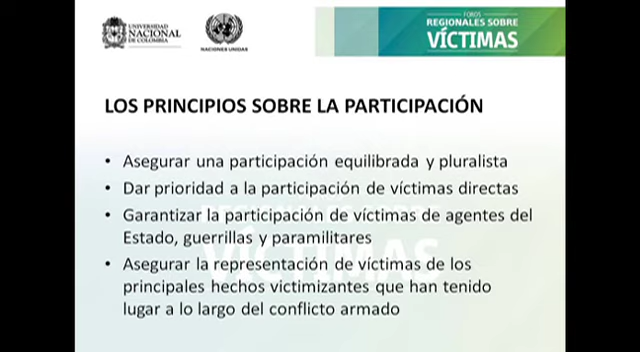 UNIVERSIDAD
NACIONAL
DE COLOMBIA
NACIONES UNIDAS
FOROS
REGIONALES SOBRE
VÍCTIMAS
LOS PRINCIPIOS SOBRE LA PARTICIPACIÓN
• Asegurar una participación equilibrada y pluralista
• Dar prioridad a la participación de víctimas directas
• Garantizar la participación de víctimas de agentes del
Estado, guerrillas y paramilitares
• Asegurar la representación de víctimas de los
principales hechos victimizantes que han tenido
lugar a lo largo del conflicto armado
REGIONALES SOBRE
VÍCTIMAS